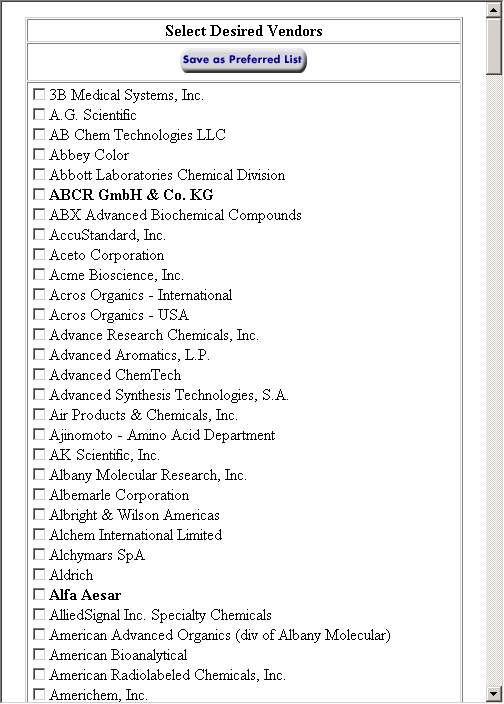 Select Desired Vendors
Save as Preferred List
3B Medical Systems, Inc.
A.G. Scientific
AB Chem Technologies LLC
Abbey Color
Abbott Laboratories Chemical Division
ABCR GmbH & Co. KG
ABX Advanced Biochemical Compounds
AccuStandard, Inc.
Aceto Corporation
Acme Bioscience, Inc.
Acros Organics - International
Acros Organics - USA
Advance Research Chemicals, Inc.
Advanced Aromatics, L.P.
Advanced ChemTech
Advanced Synthesis Technologies, S.A.
Air Products & Chemicals, Inc.
Ajinomoto - Amino Acid Department
AK Scientific, Inc.
Albany Molecular Research, Inc.
Albemarle Corporation
Albright & Wilson Americas
Alchem International Limited
Alchymars SpA
Aldrich
Alfa Aesar
AlliedSignal Inc. Specialty Chemicals
American Advanced Organics (div of Albany Molecular)
American Bioanalytical
American Radiolabeled Chemicals, Inc.
Americhem, Inc.